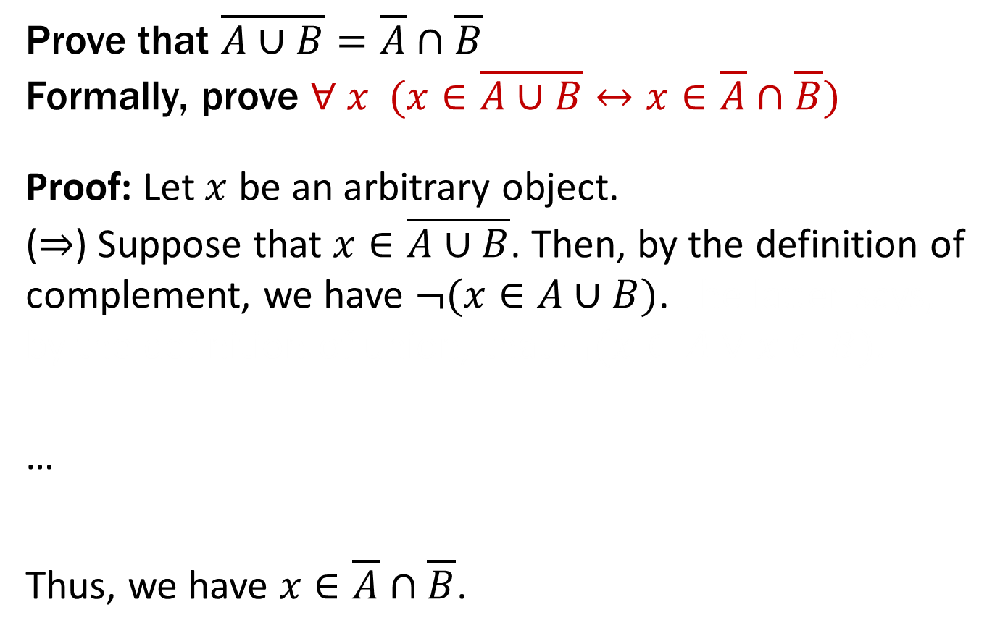 Prove that $\overline{A \cup B} = \overline{A} \cap \overline{B}$
Formally, prove $\forall x \ (x \in \overline{A \cup B} \leftrightarrow x \in \overline{A} \cap \overline{B})$
Proof: Let $x$ be an arbitrary object.
(⇒) Suppose that $x \in \overline{A \cup B}$. Then, by the definition of
complement, we have $\neg(x \in A \cup B)$.
...
Thus, we have $x \in \overline{A} \cap \overline{B}$.